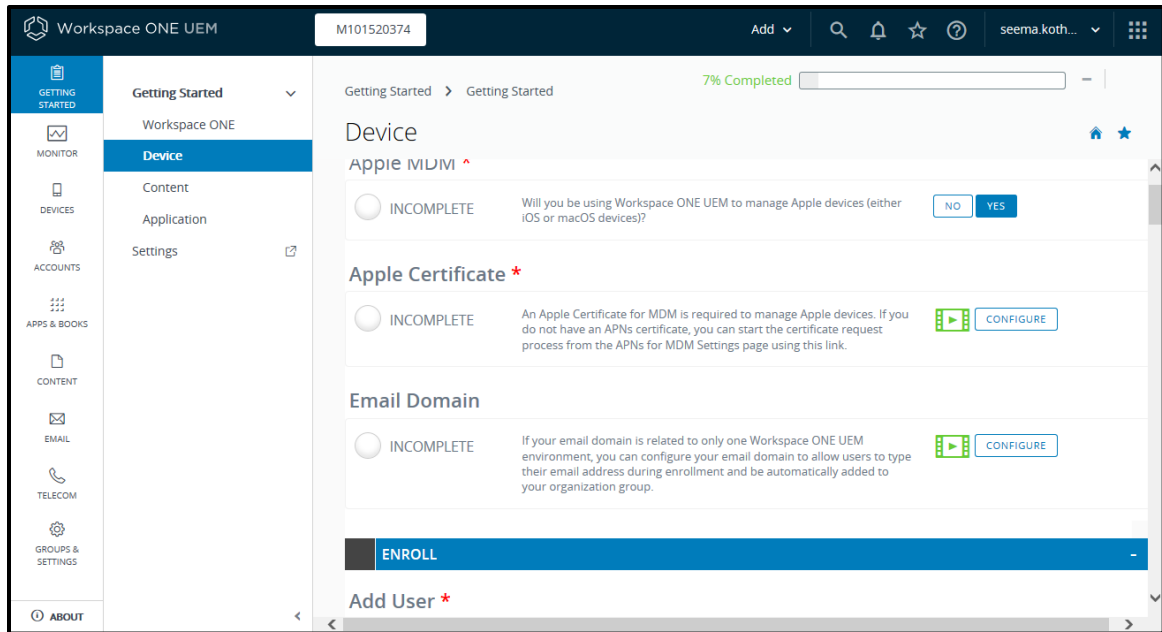 Workspace ONE UEM
M101520374
Add
seema.koth...
GETTING
STARTED
MONITOR
DEVICES
ACCOUNTS
APPS & BOOKS
CONTENT
EMAIL
TELECOM
GROUPS &
SETTINGS
ABOUT
Getting Started
Workspace ONE
Device
Content
Application
Settings
Getting Started > Getting Started
7% Completed
Device
Apple MDM *
INCOMPLETE
Will you be using Workspace ONE UEM to manage Apple devices (either
iOS or macOS devices)?
NO YES
Apple Certificate *
INCOMPLETE
An Apple Certificate for MDM is required to manage Apple devices. If you
do not have an APNs certificate, you can start the certificate request
process from the APNs for MDM Settings page using this link.
CONFIGURE
Email Domain
INCOMPLETE
If your email domain is related to only one Workspace ONE UEM
environment, you can configure your email domain to allow users to type
their email address during enrollment and be automatically added to
your organization group.
CONFIGURE
ENROLL
Add User *